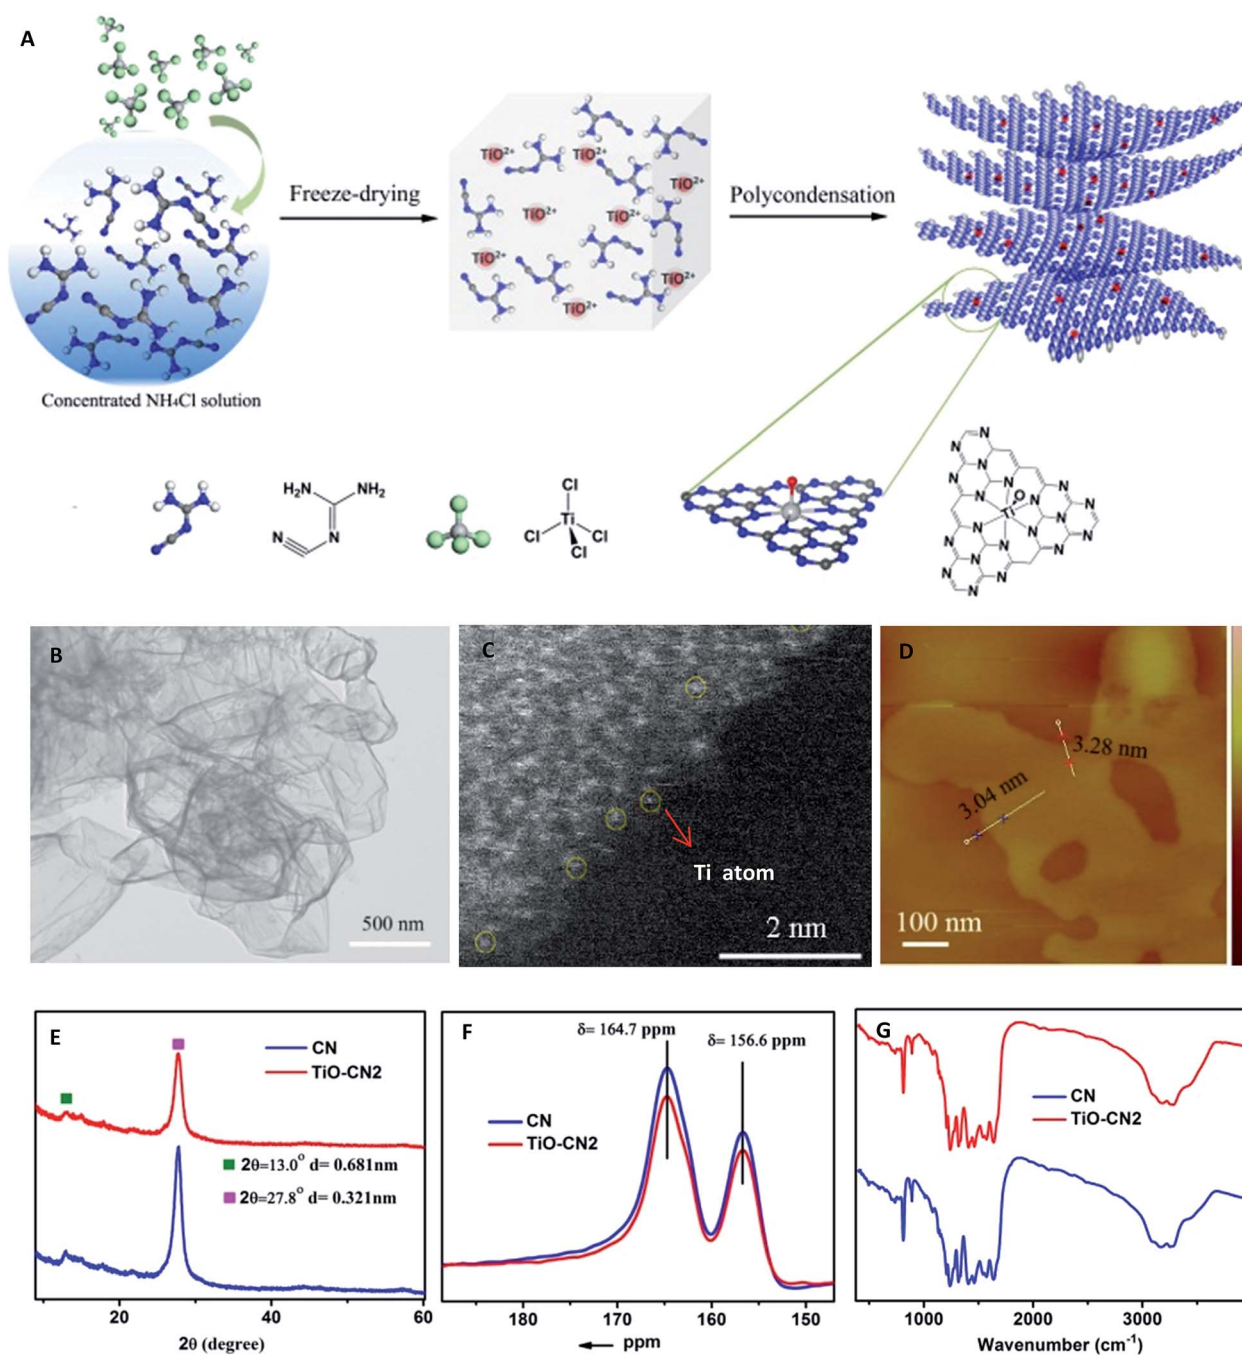 A
Freeze-drying
Polycondensation
TiO²⁺
TiO²⁺
TiO²⁺
TiO²⁺
TiO²⁺
TiO²⁺
TiO²⁺
TiO²⁺
Concentrated NH₄Cl solution
H₂N
NH₂
N
N
Cl
Ti
Cl
Cl
Cl
N
N
N
N
N
O
Ti
N
N
N
N
N
N
N
N
N
N
N
N
N
N
B
500 nm
C
Ti atom
2 nm
D
3.28 nm
3.04 nm
100 nm
E
CN
TiO-CN2
2θ=13.0° d= 0.681nm
2θ=27.8° d= 0.321nm
20 30 40 50 60
2θ (degree)
F
δ= 164.7 ppm
δ= 156.6 ppm
CN
TiO-CN2
180 170 160 150
ppm
G
CN
TiO-CN2
1000 2000 3000
Wavenumber (cm⁻¹)